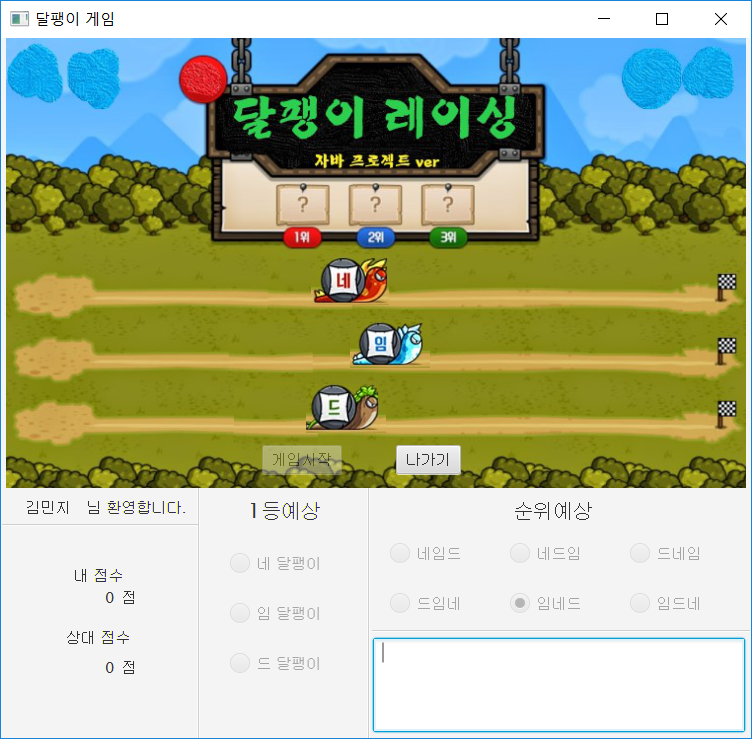 달팽이 게임
달팽이 레이싱
자바 프로젝트 ver
? ? ?
1위 2위 3위
네
임
드
게임시작 나가기
김민지 님 환영합니다.
1등예상
순위예상
네임드 네드임 드네임
네 달팽이
드임네 임네드 임드네
임 달팽이
드 달팽이
내 점수
0 점
상대 점수
0 점